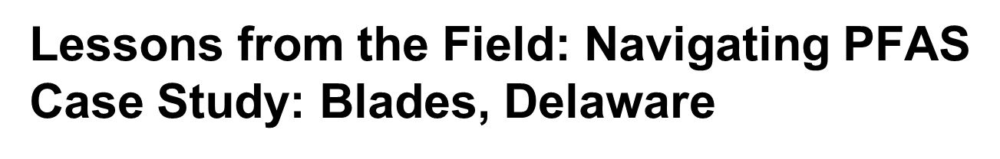 Lessons from the Field: Navigating PFAS
Case Study: Blades, Delaware